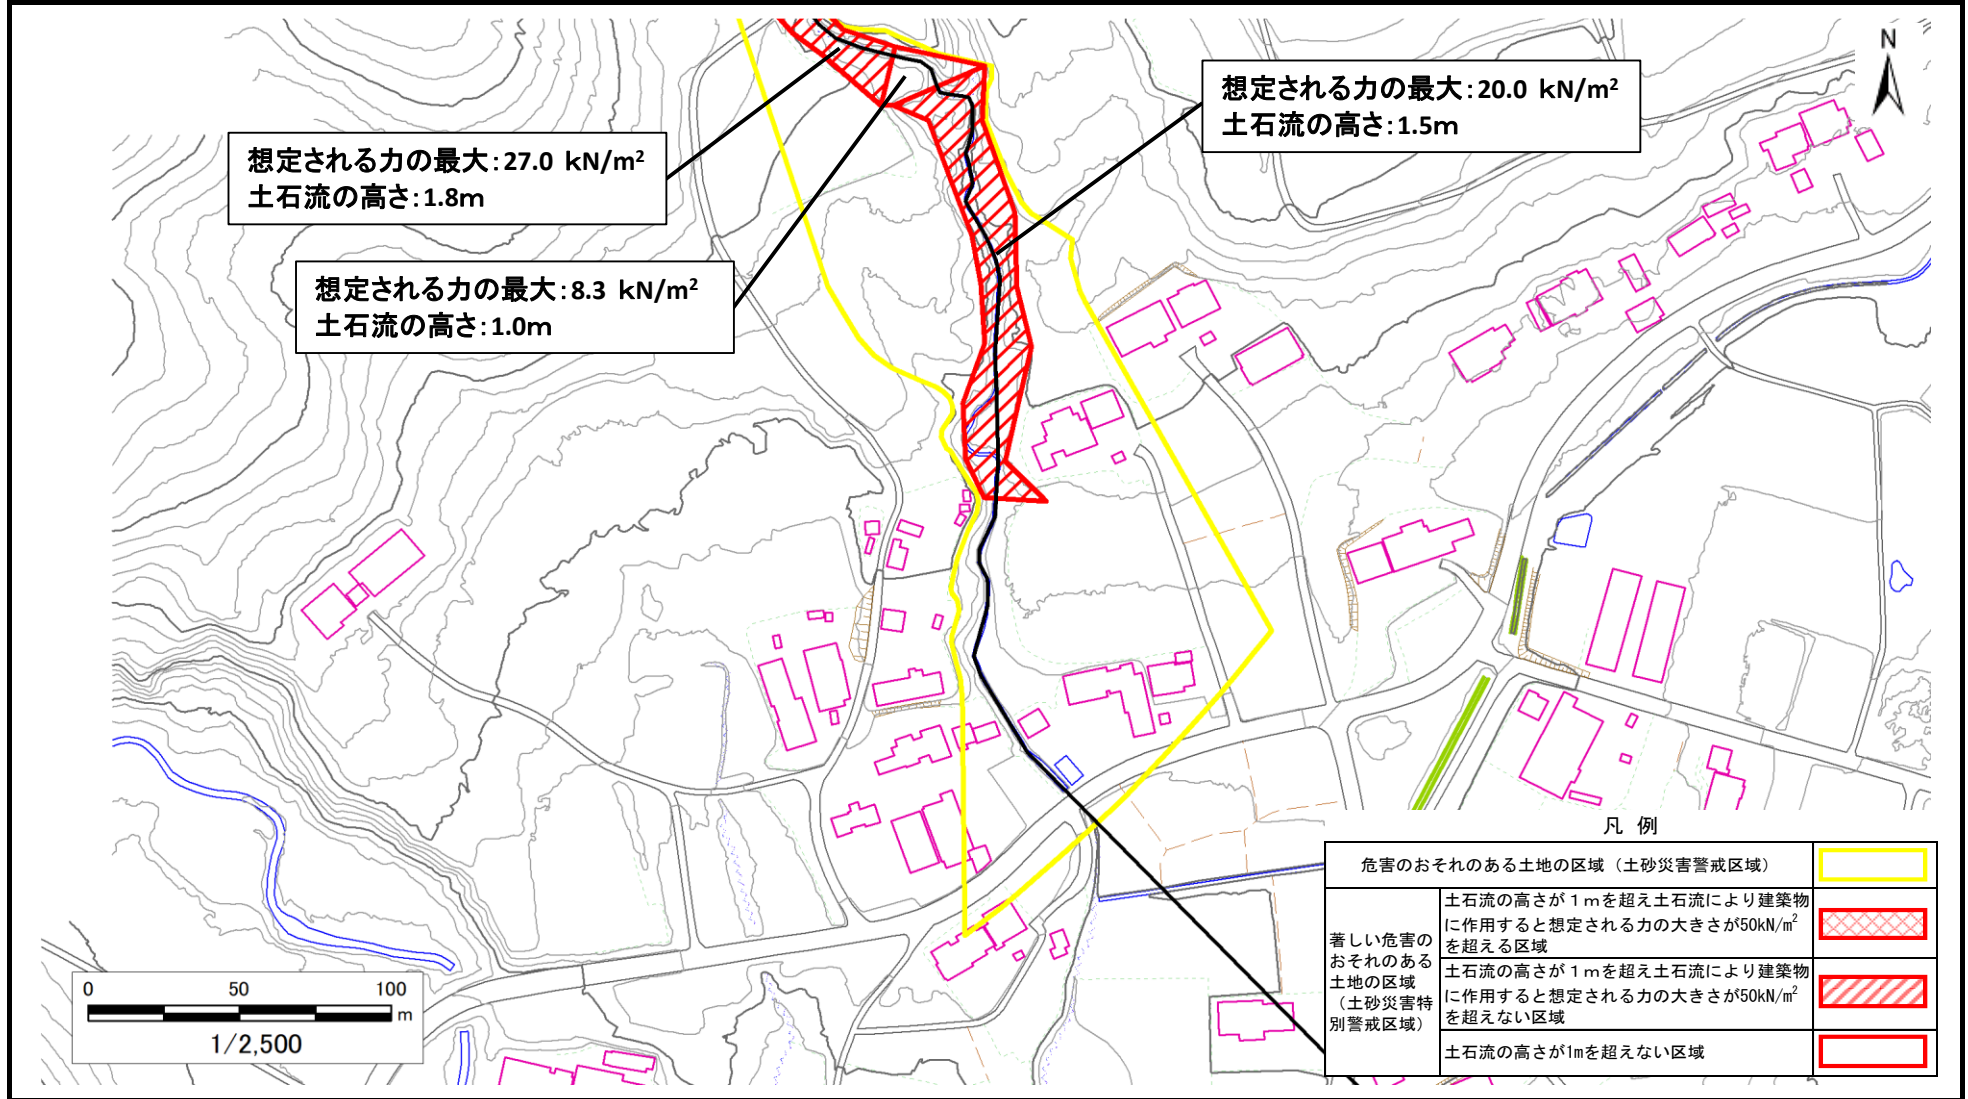 N
想定される力の最大:20.0 kN/m²
土石流の高さ:1.5m
想定される力の最大:27.0 kN/m²
土石流の高さ:1.8m
想定される力の最大:8.3 kN/m²
土石流の高さ:1.0m
凡 例
危害のおそれのある土地の区域（土砂災害警戒区域）
著しい危害の
おそれのある
土地の区域
（土砂災害特
別警戒区域）
土石流の高さが１ｍを超え土石流により建築物
に作用すると想定される力の大きさが50kN/m²
を超える区域
土石流の高さが１ｍを超え土石流により建築物
に作用すると想定される力の大きさが50kN/m²
を超えない区域
土石流の高さが1mを超えない区域
0 50 100
m
1/2,500